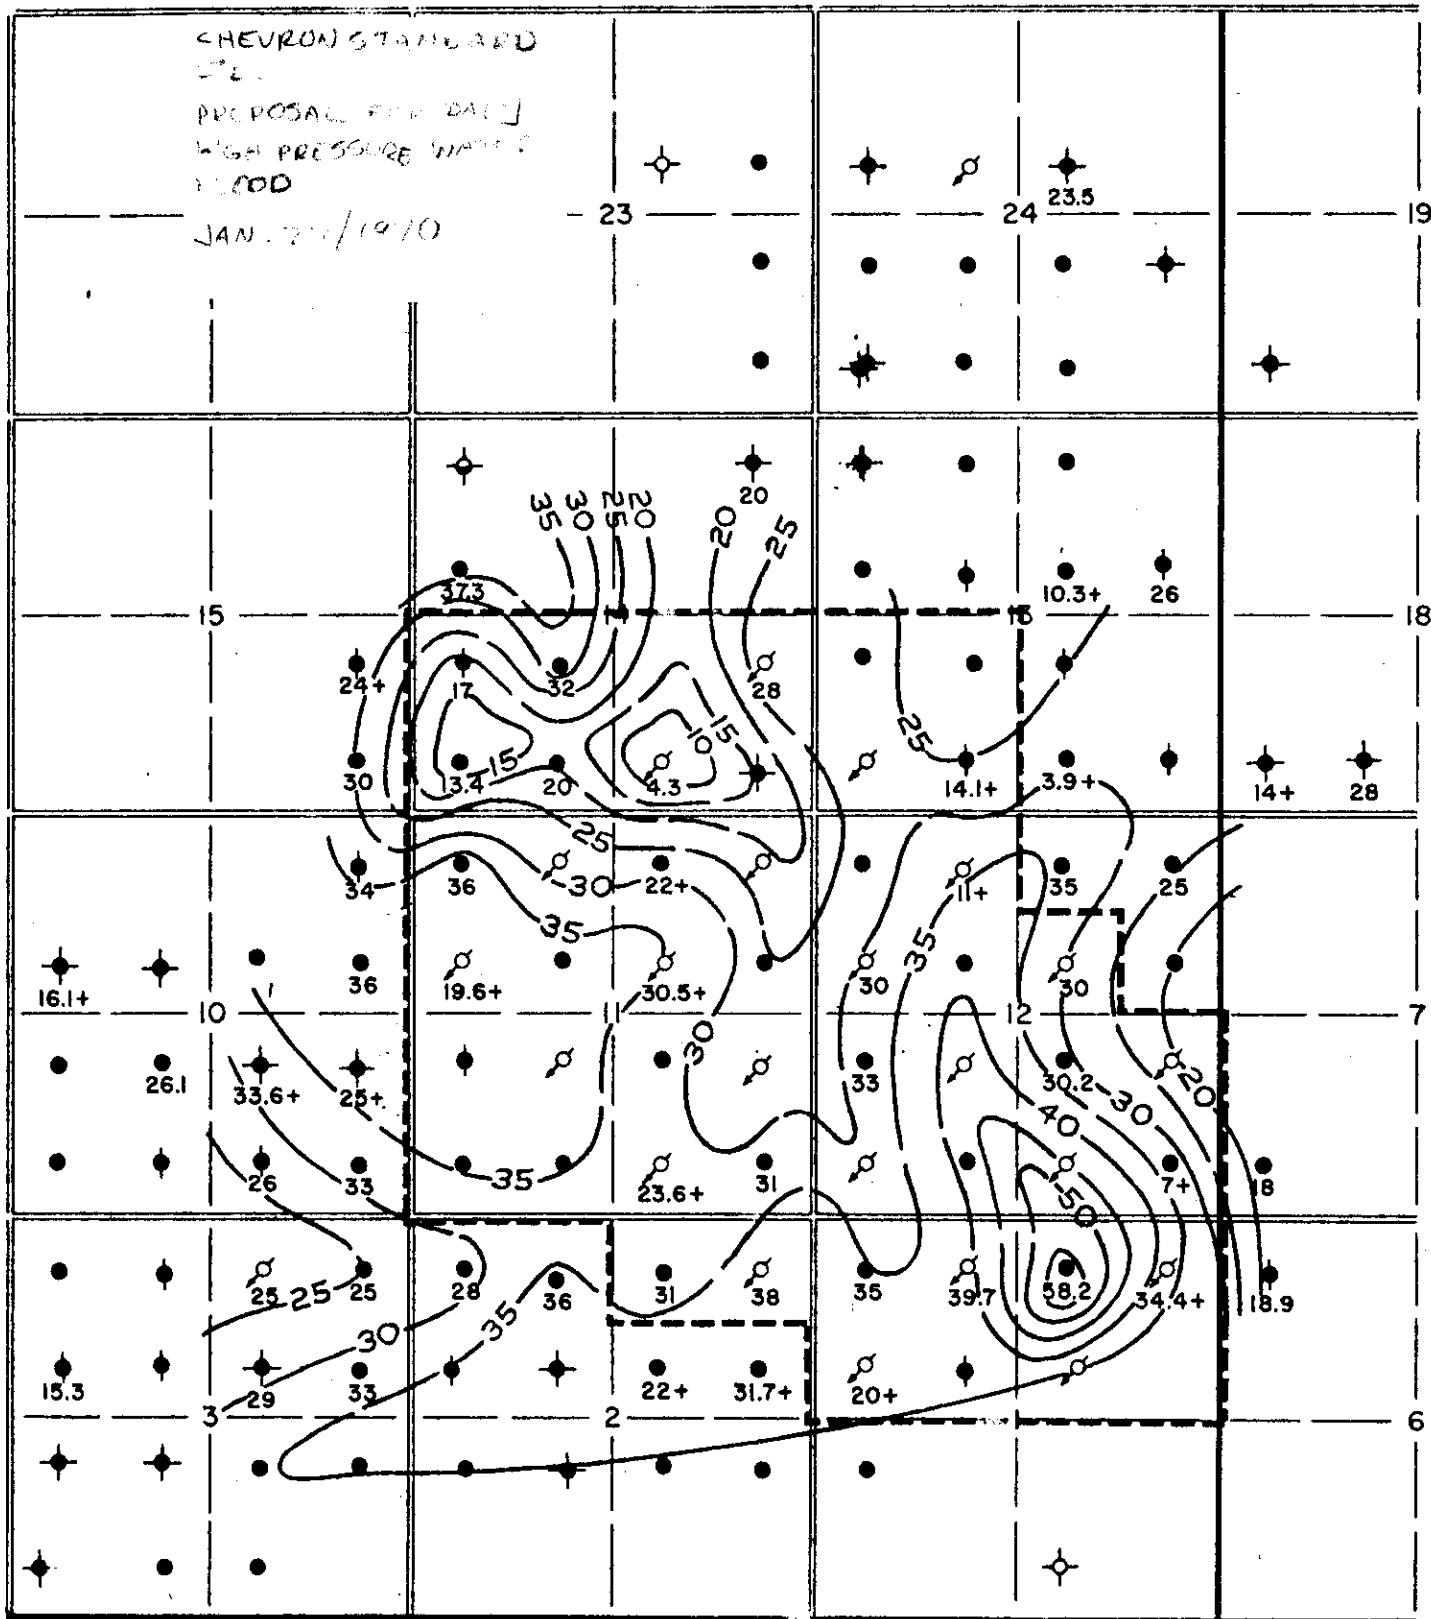 CHEVRON STANDARD
PROPOSAL FOR DALY
HIGH PRESSURE WATER
FLOOD
JAN. /1970
23 24 19
23.5
20
35 30 25 20 20 25
37.3 10.3+ 26
15 18
24+ 17 32 28
15 10 25
30 13.4 15 20 4.3 14.1+ 3.9+ 14+ 28
25
34 36 30 22+ 11+ 35 25
35 35
16.1+ 36 19.6+ 30.5+ 30 30
10 11 12 7
30
26.1 33.6+ 25+ 33 30.2 20
40 30
26 33 35 23.6+ 31 7+ 18
50
25 25 25 28 36 31 38 35 39.7 58.2 34.4+ 18.9
30 35
15.3 29 33 22+ 31.7+ 20+
3 2 6